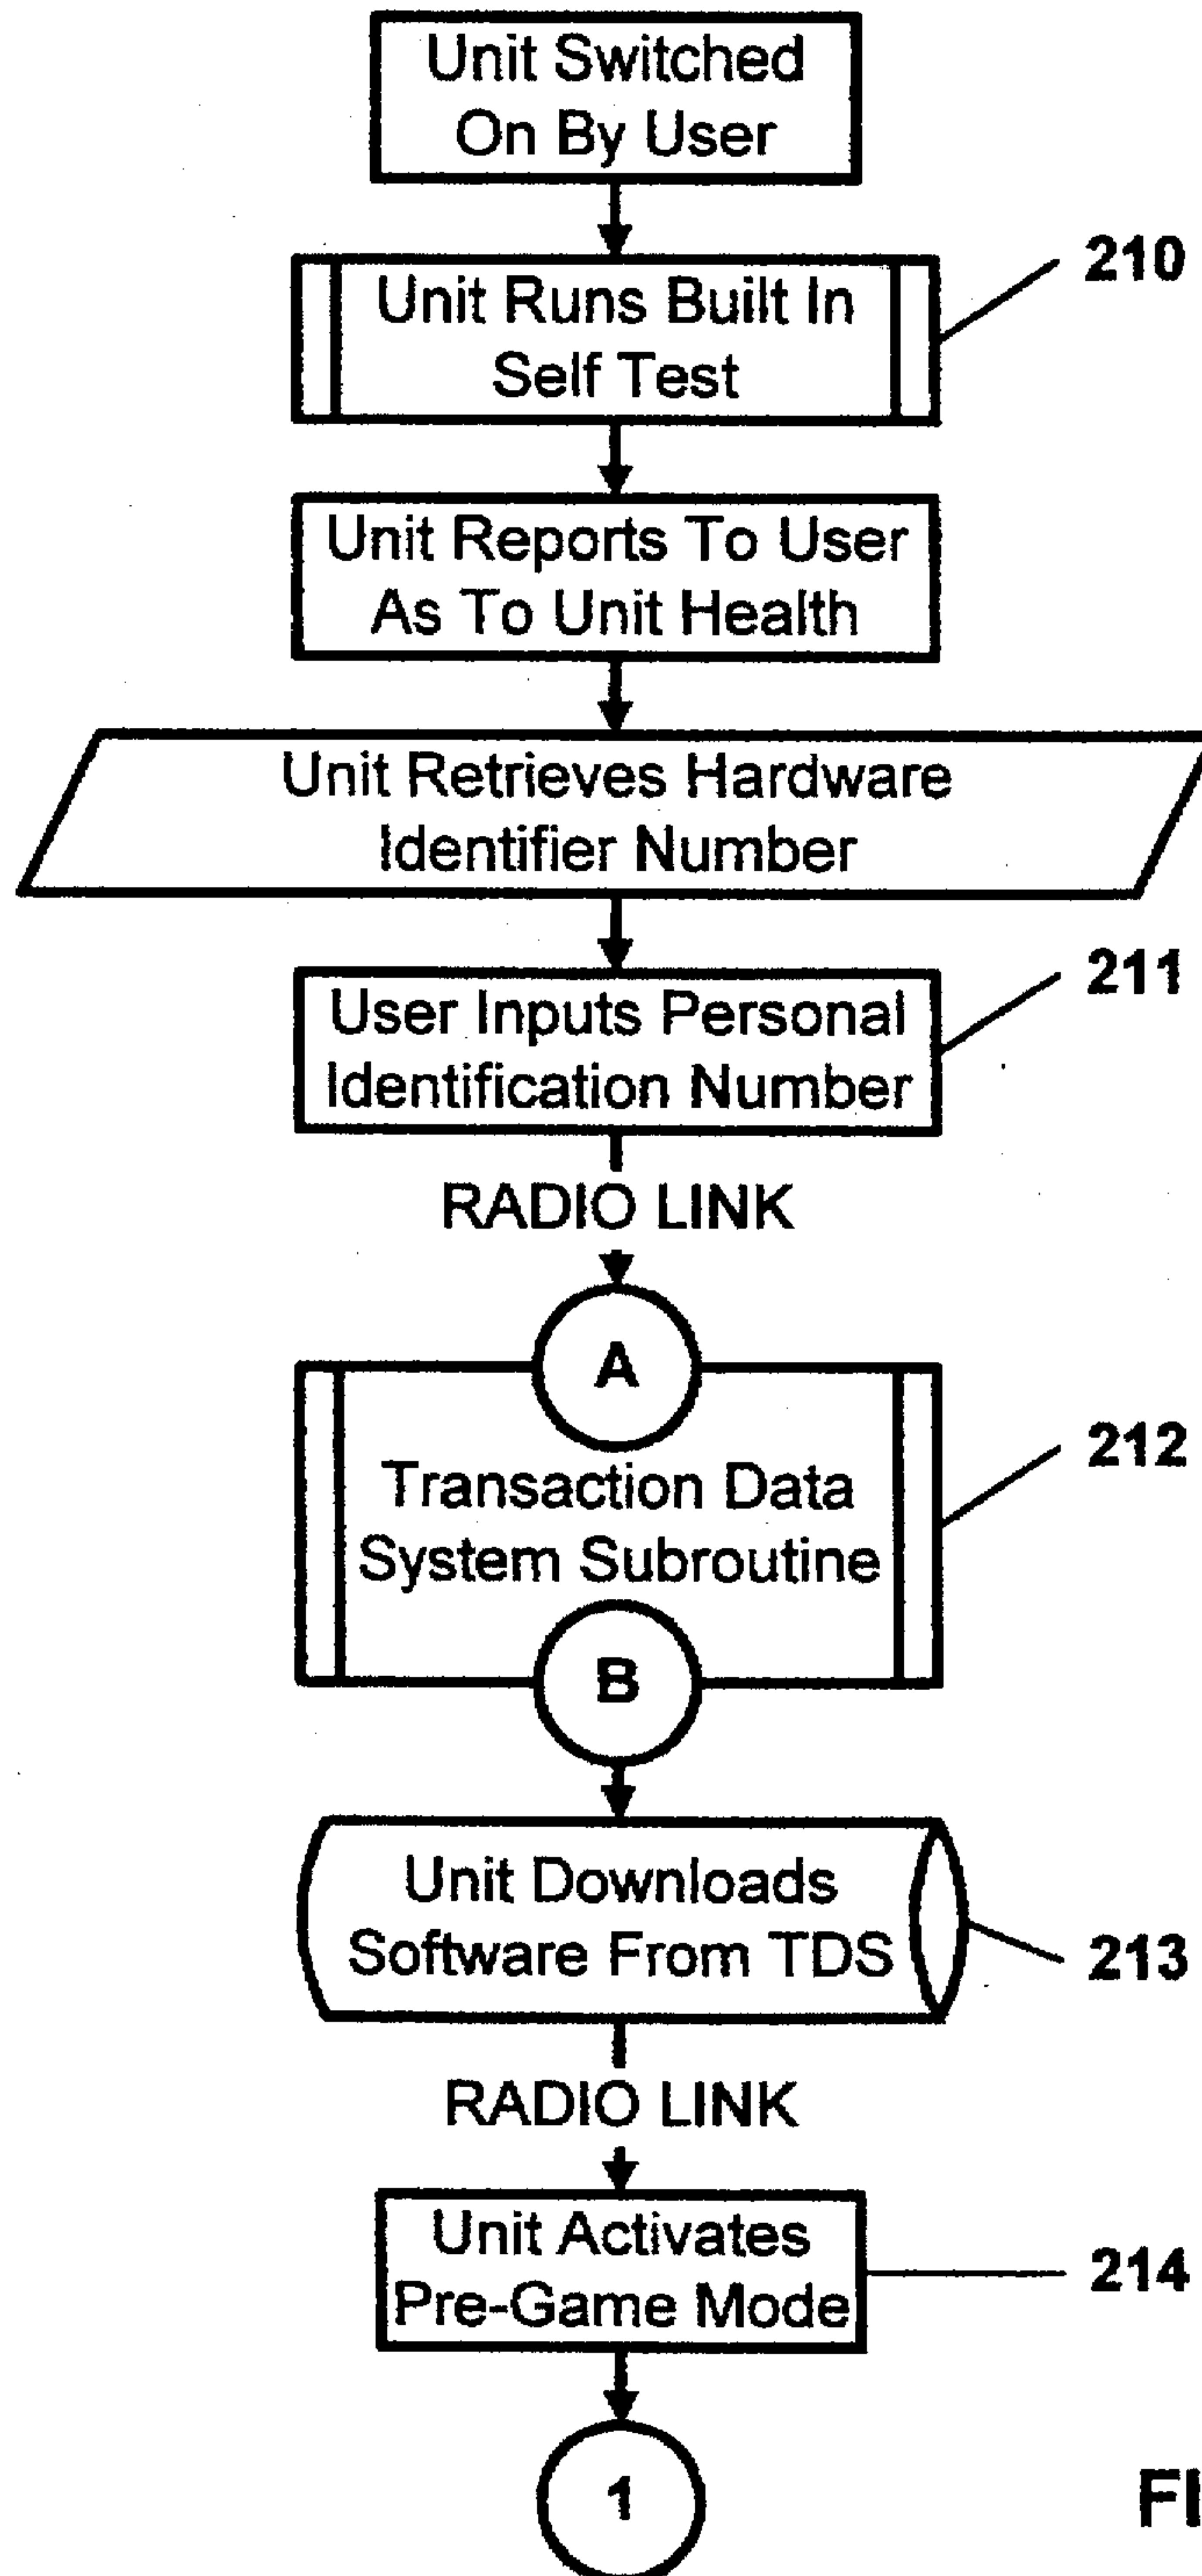 Unit Switched
On By User
210
Unit Runs Built In
Self Test
Unit Reports To User
As To Unit Health
Unit Retrieves Hardware
Identifier Number
211
User Inputs Personal
Identification Number
RADIO LINK
A
212
Transaction Data
System Subroutine
B
Unit Downloads
Software From TDS
213
RADIO LINK
Unit Activates
Pre-Game Mode
214
1
FI